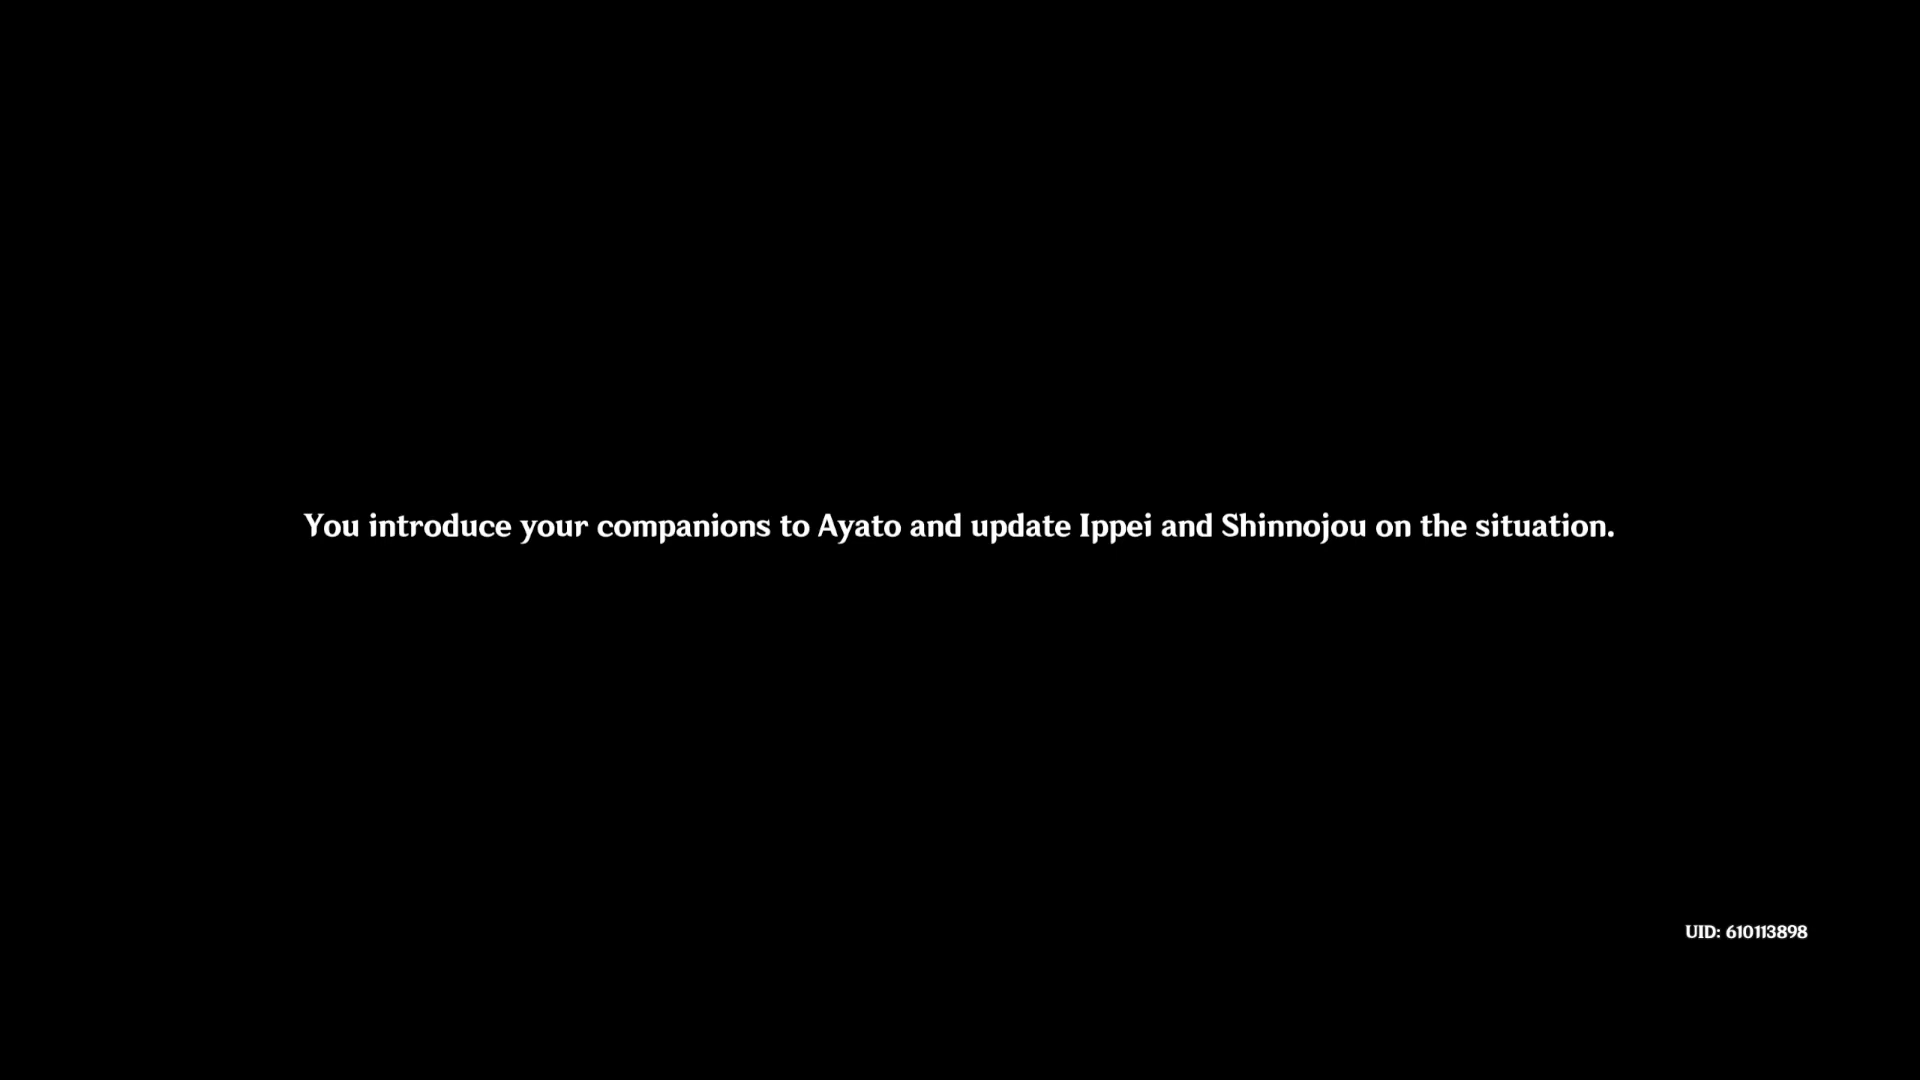 You introduce your companions to Ayato and update Ippei and Shinnojou on the situation.
UID: 610113898